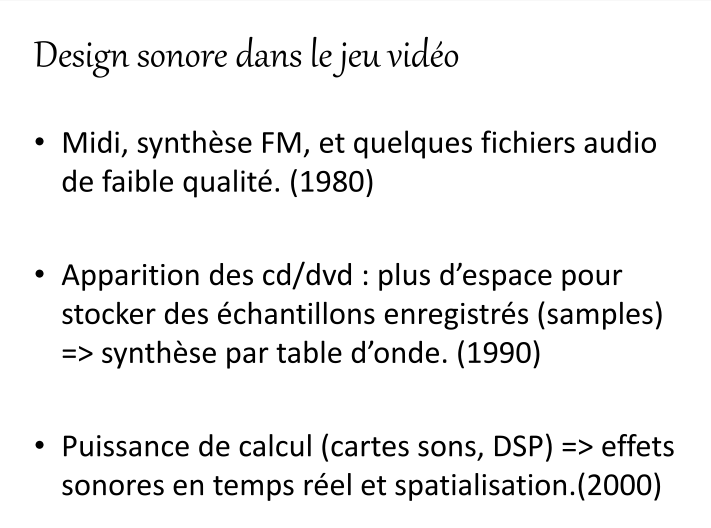 Design sonore dans le jeu vidéo
• Midi, synthèse FM, et quelques fichiers audio
de faible qualité. (1980)
• Apparition des cd/dvd : plus d’espace pour
stocker des échantillons enregistrés (samples)
=> synthèse par table d’onde. (1990)
• Puissance de calcul (cartes sons, DSP) => effets
sonores en temps réel et spatialisation.(2000)